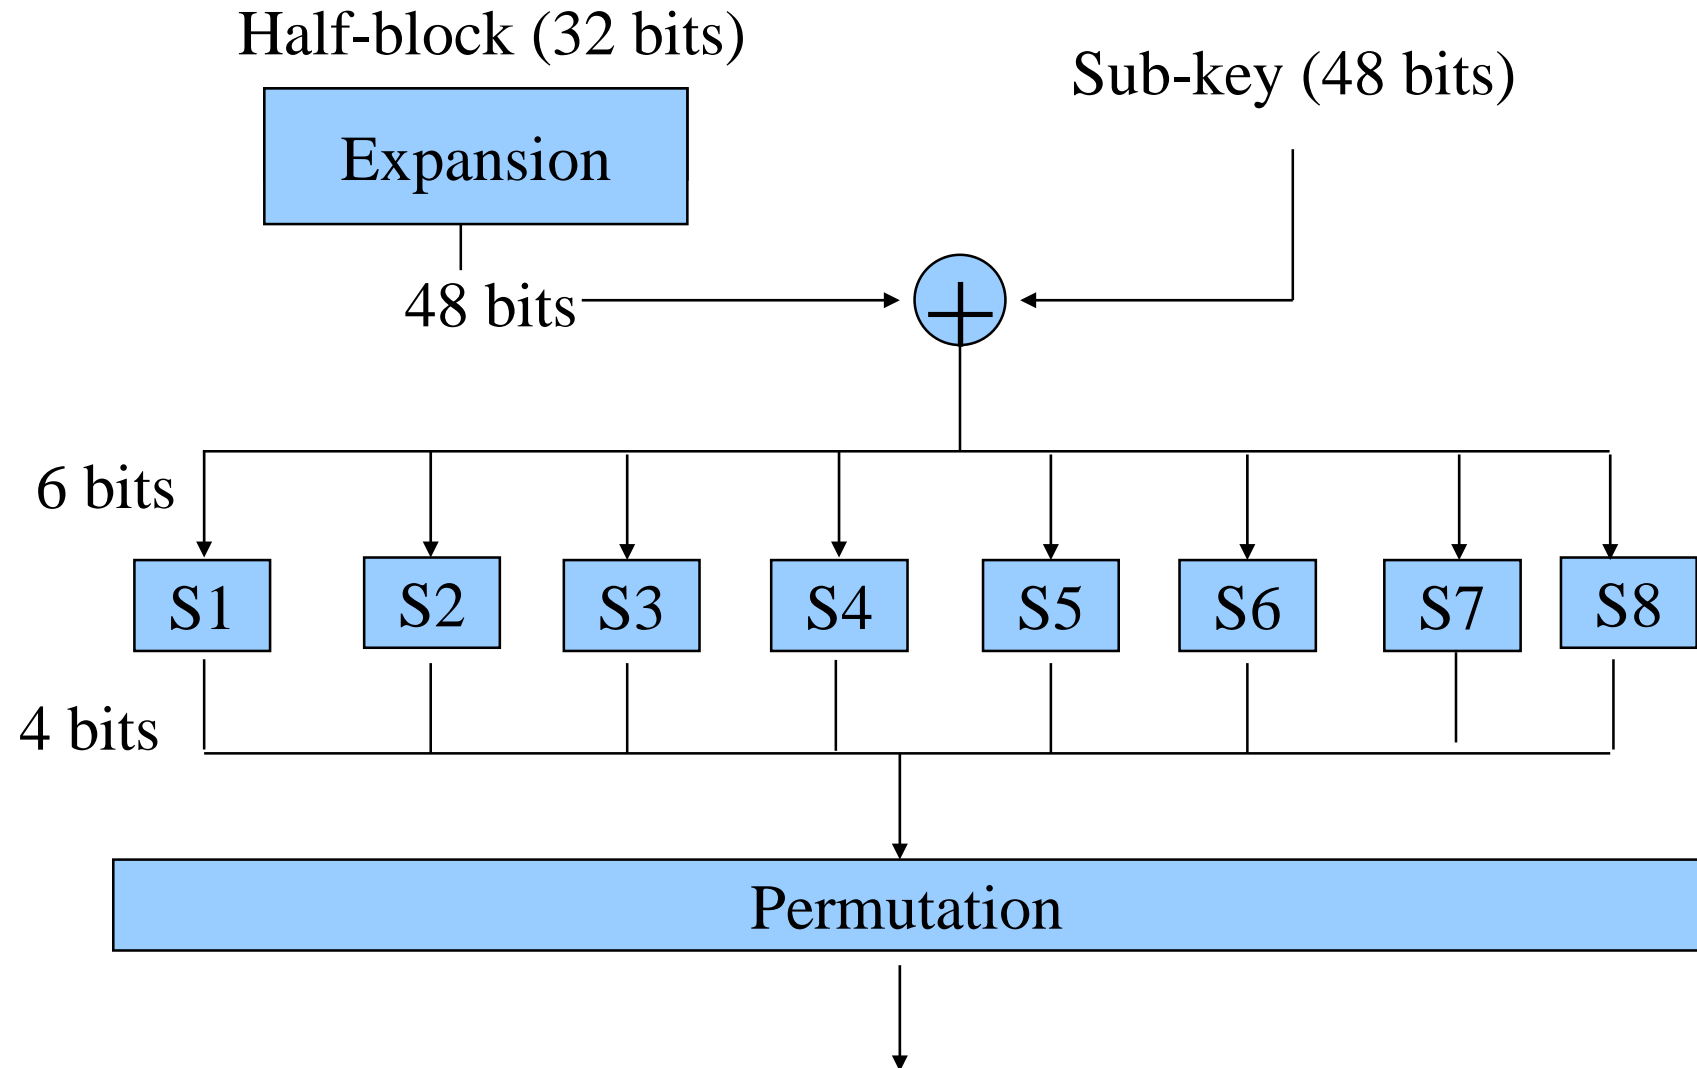 Half-block (32 bits)
Sub-key (48 bits)
Expansion
48 bits
6 bits
S1 S2 S3 S4 S5 S6 S7 S8
4 bits
Permutation